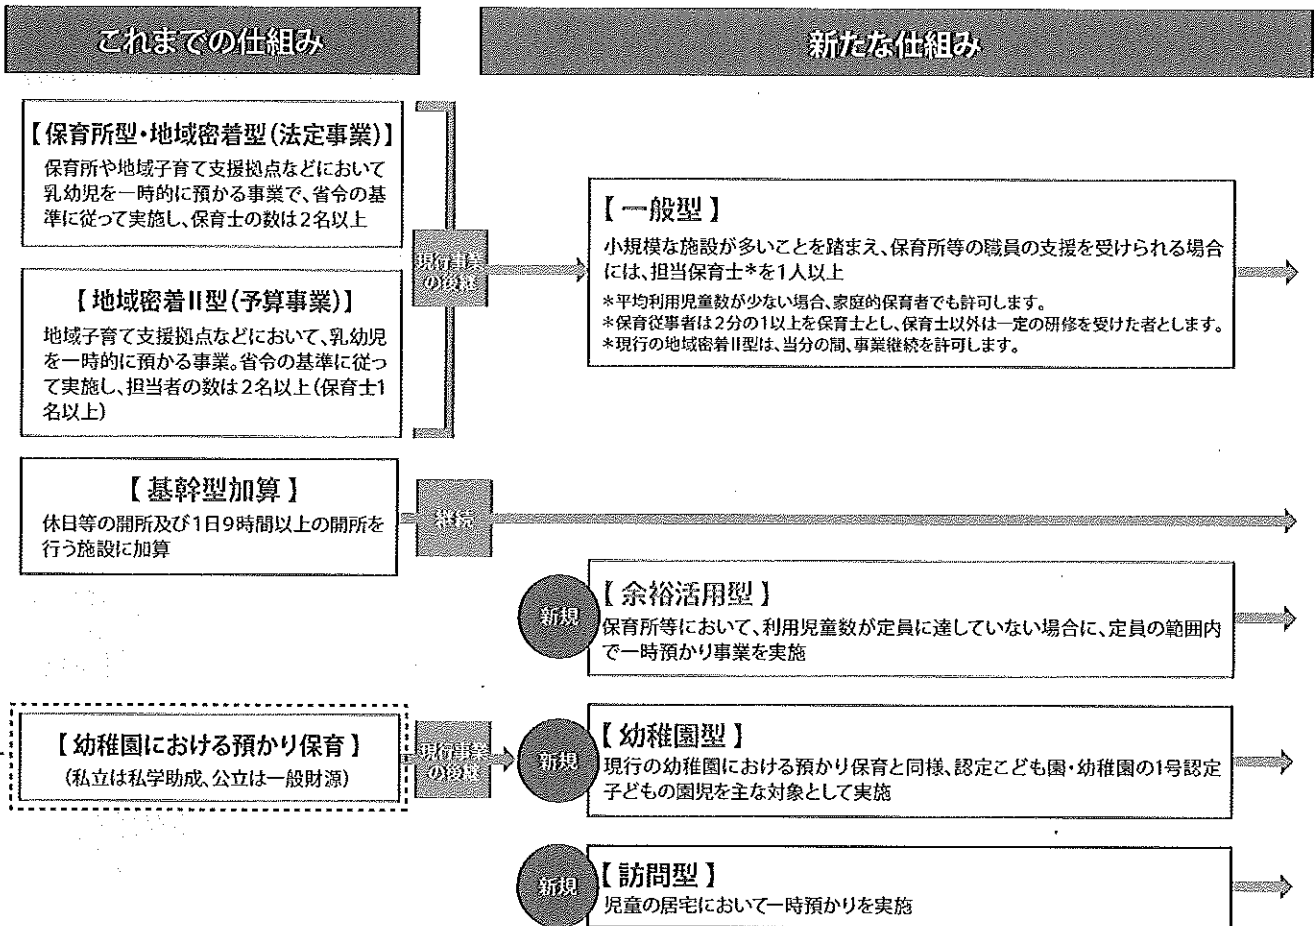 これまでの仕組み
新たな仕組み
【保育所型・地域密着型(法定事業)】
保育所や地域子育て支援拠点などにおいて
乳幼児を一時的に預かる事業で、省令の基
準に従って実施し、保育士の数は2名以上
【地域密着II型(予算事業)】
地域子育て支援拠点などにおいて、乳幼児
を一時的に預かる事業。省令の基準に従っ
て実施し、担当者の数は2名以上(保育士1
名以上)
現行事業
の後継
【一般型】
小規模な施設が多いことを踏まえ、保育所等の職員の支援を受けられる場合
には、担当保育士*を1人以上
*平均利用児童数が少ない場合、家庭的保育者でも許可します。
*保育従事者は2分の1以上を保育士とし、保育士以外は一定の研修を受けた者とします。
*現行の地域密着II型は、当分の間、事業継続を許可します。
【基幹型加算】
休日等の開所及び1日9時間以上の開所を
行う施設に加算
継続
新規
【余裕活用型】
保育所等において、利用児童数が定員に達していない場合に、定員の範囲内
で一時預かり事業を実施
【幼稚園における預かり保育】
(私立は私学助成、公立は一般財源)
現行事業
の後継
新規
【幼稚園型】
現行の幼稚園における預かり保育と同様、認定こども園・幼稚園の1号認定
子どもの園児を主な対象として実施
新規
【訪問型】
児童の居宅において一時預かりを実施